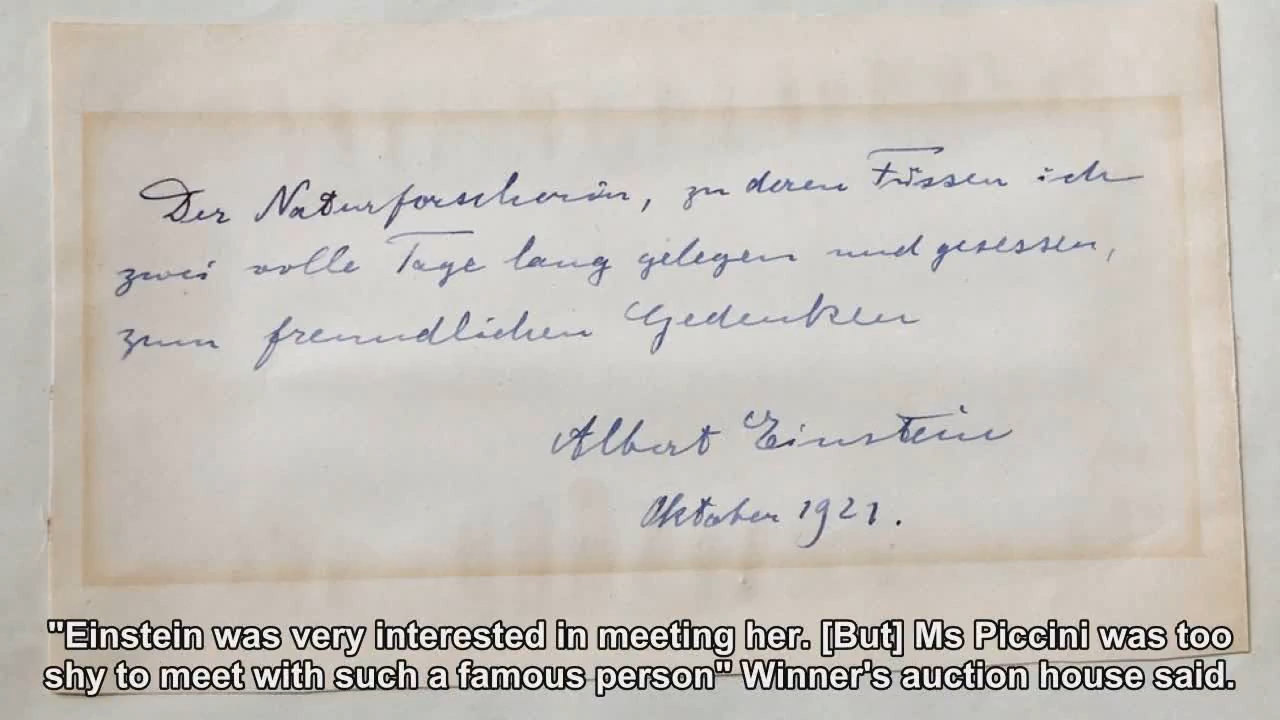 Der Naturforscherin, zu deren Füssen ich
zwei volle Tage lang gelegen und gesessen,
zum freundlichen Gedenken
Albert Einstein
Oktober 1921.
"Einstein was very interested in meeting her. [But] Ms Piccini was too
shy to meet with such a famous person" Winner's auction house said.